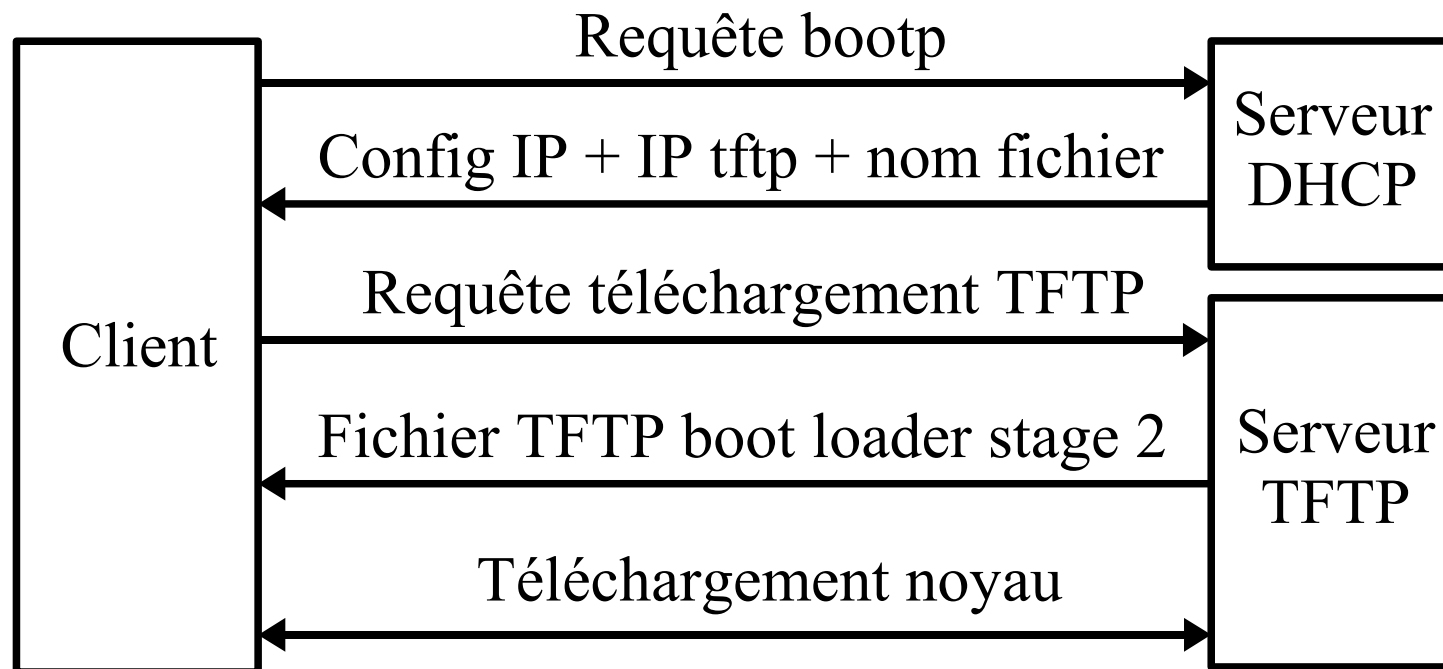 Requête bootp
Serveur
DHCP
Config IP + IP tftp + nom fichier
Requête téléchargement TFTP
Client
Fichier TFTP boot loader stage 2
Serveur
TFTP
Téléchargement noyau